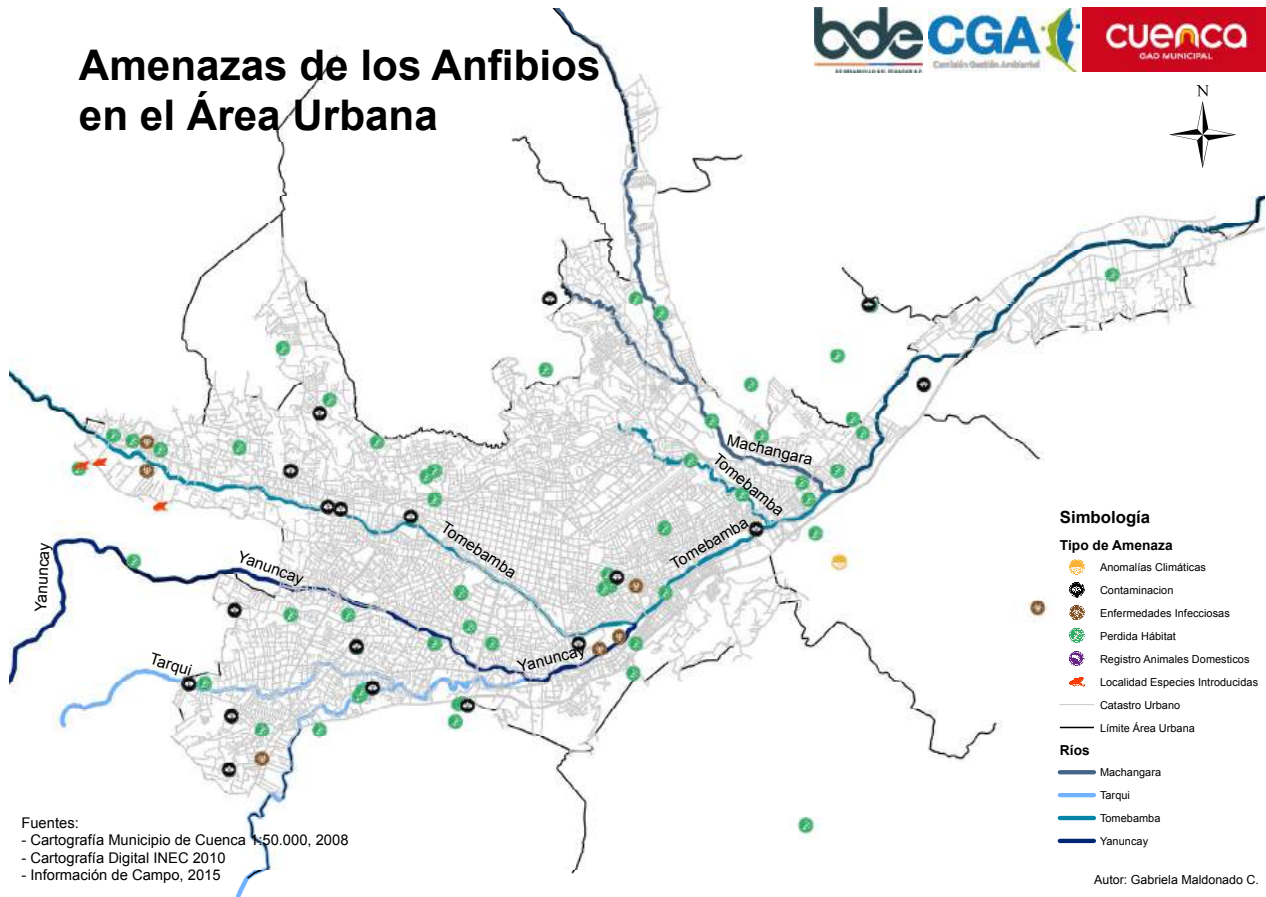 Amenazas de los Anfibios
en el Área Urbana
bde
CGA
Comisión Gestión Ambiental
cuenca
GAD MUNICIPAL
N
Machangara
Tomebamba
Tomebamba
Tomebamba
Yanuncay
Yanuncay
Yanuncay
Tarqui
Simbología
Tipo de Amenaza
Anomalías Climáticas
Contaminacion
Enfermedades Infecciosas
Perdida Hábitat
Registro Animales Domesticos
Localidad Especies Introducidas
Catastro Urbano
Límite Área Urbana
Ríos
Machangara
Tarqui
Tomebamba
Yanuncay
Fuentes:
- Cartografía Municipio de Cuenca 1:50.000, 2008
- Cartografía Digital INEC 2010
- Información de Campo, 2015
Autor: Gabriela Maldonado C.